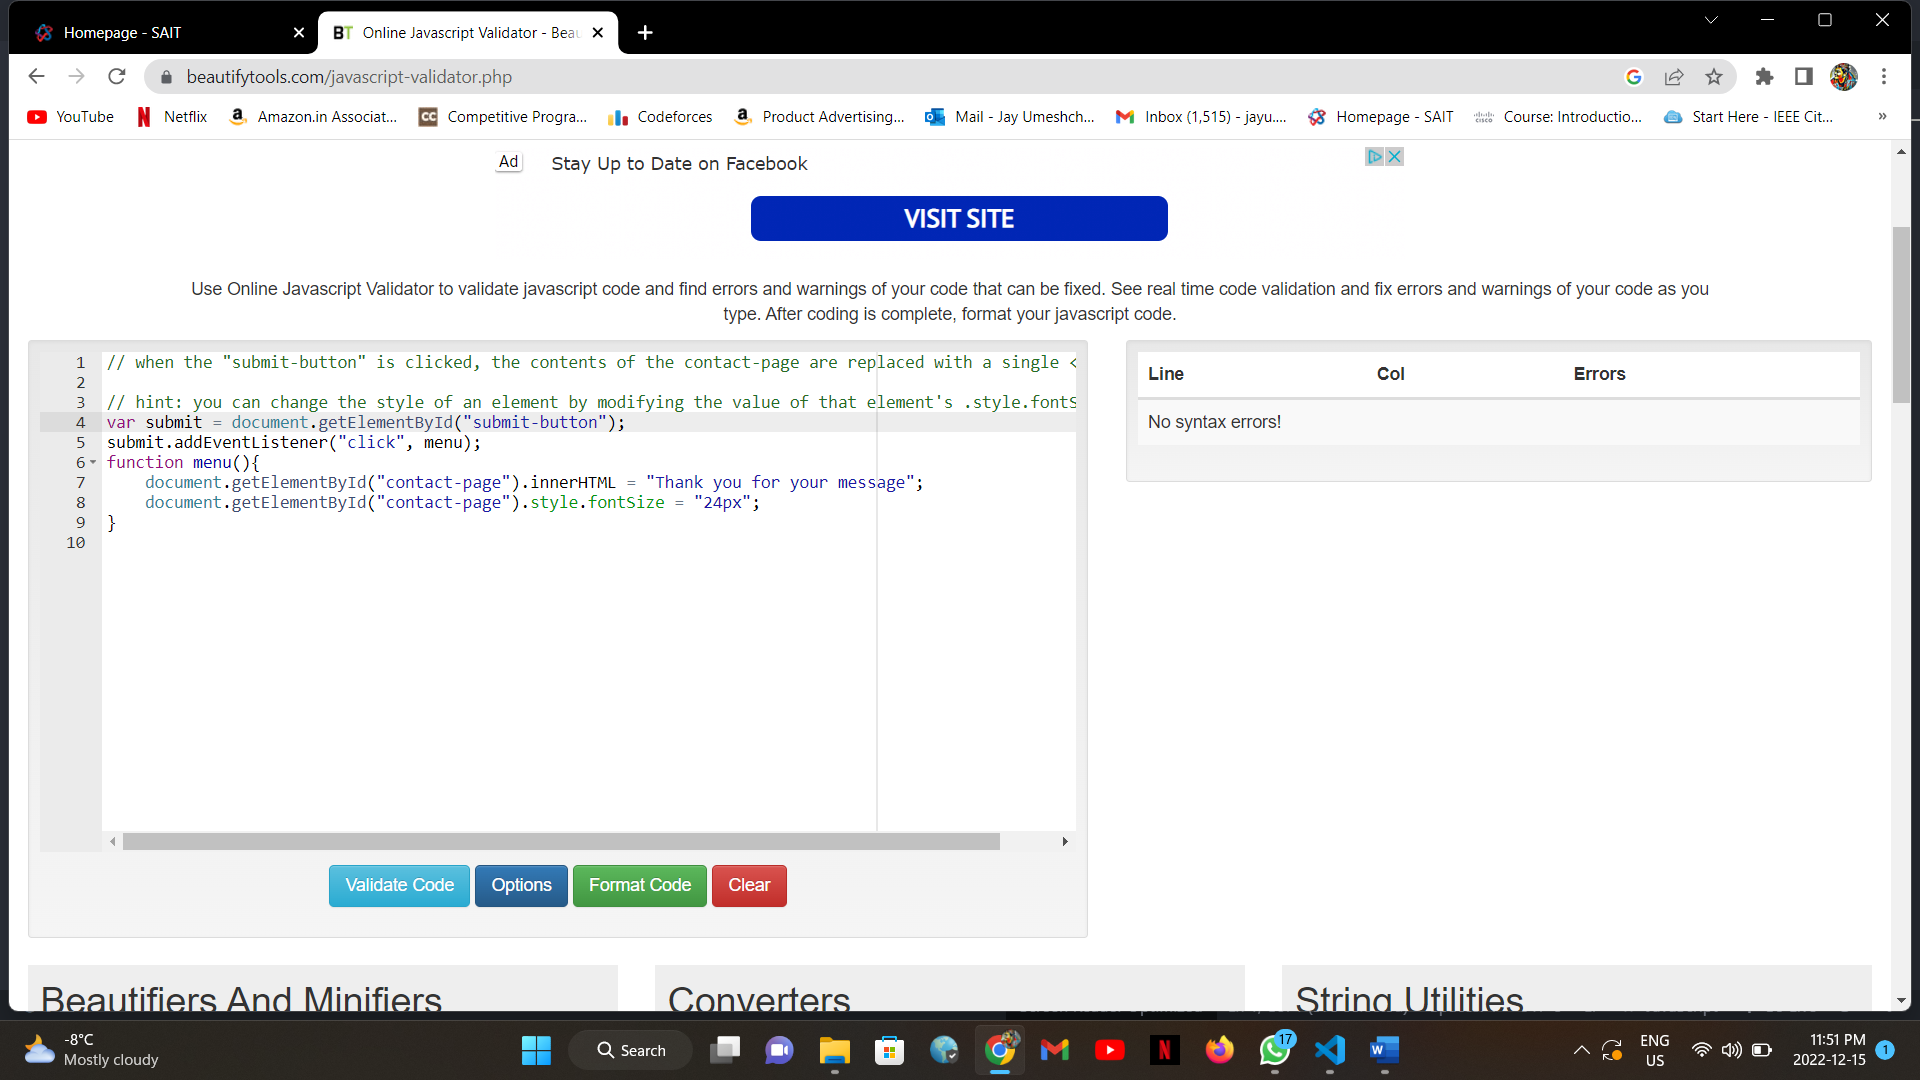 Homepage - SAIT
BT Online Javascript Validator - Beau
beautifytools.com/javascript-validator.php
YouTube
Netflix
Amazon.in Associat...
CC Competitive Progra...
Codeforces
Product Advertising...
Mail - Jay Umeshch...
Inbox (1,515) - jayu....
Homepage - SAIT
Course: Introductio...
Start Here - IEEE Cit...
»
Ad Stay Up to Date on Facebook
VISIT SITE
Use Online Javascript Validator to validate javascript code and find errors and warnings of your code that can be fixed. See real time code validation and fix errors and warnings of your code as you
type. After coding is complete, format your javascript code.
1 // when the "submit-button" is clicked, the contents of the contact-page are replaced with a single <
2
3 // hint: you can change the style of an element by modifying the value of that element's .style.fontS
4 var submit = document.getElementById("submit-button");
5 submit.addEventListener("click", menu);
6 function menu(){
7 document.getElementById("contact-page").innerHTML = "Thank you for your message";
8 document.getElementById("contact-page").style.fontSize = "24px";
9 }
10
Line Col Errors
No syntax errors!
Validate Code
Options
Format Code
Clear
Beautifiers And Minifiers
Converters
String Utilities
-8°C
Mostly cloudy
Search
17
ENG
US
11:51 PM
2022-12-15
1